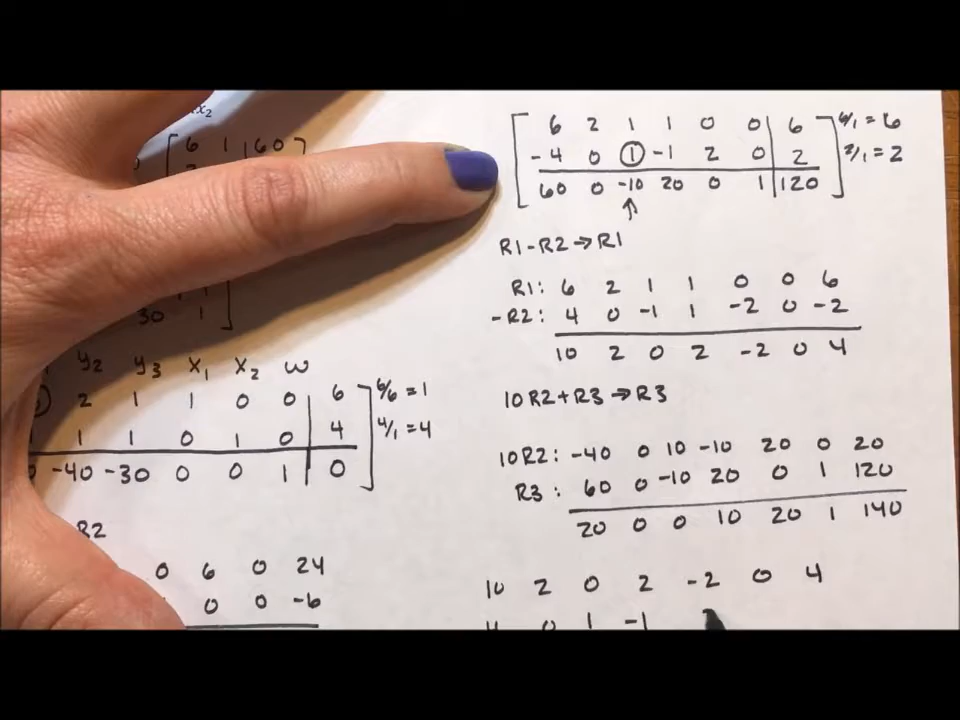 x₂
6 1 160
30 1
y₂ y₃ x₁ x₂ w
2 1 1 0 0 6 6/6 = 1
1 1 0 1 0 4 4/1 = 4
-40 -30 0 0 1 0
R2
0 6 0 24
0 0 -6
6 2 1 1 0 0 6 6/1 = 6
-4 0 1 -1 2 0 2 2/1 = 2
60 0 -10 20 0 1 120
↑
R1-R2→R1
R1: 6 2 1 1 0 0 6
-R2: 4 0 -1 1 -2 0 -2
10 2 0 2 -2 0 4
10R2+R3→R3
10R2: -40 0 10 -10 20 0 20
R3: 60 0 -10 20 0 1 120
20 0 0 10 20 1 140
10 2 0 2 -2 0 4
0 1 -1